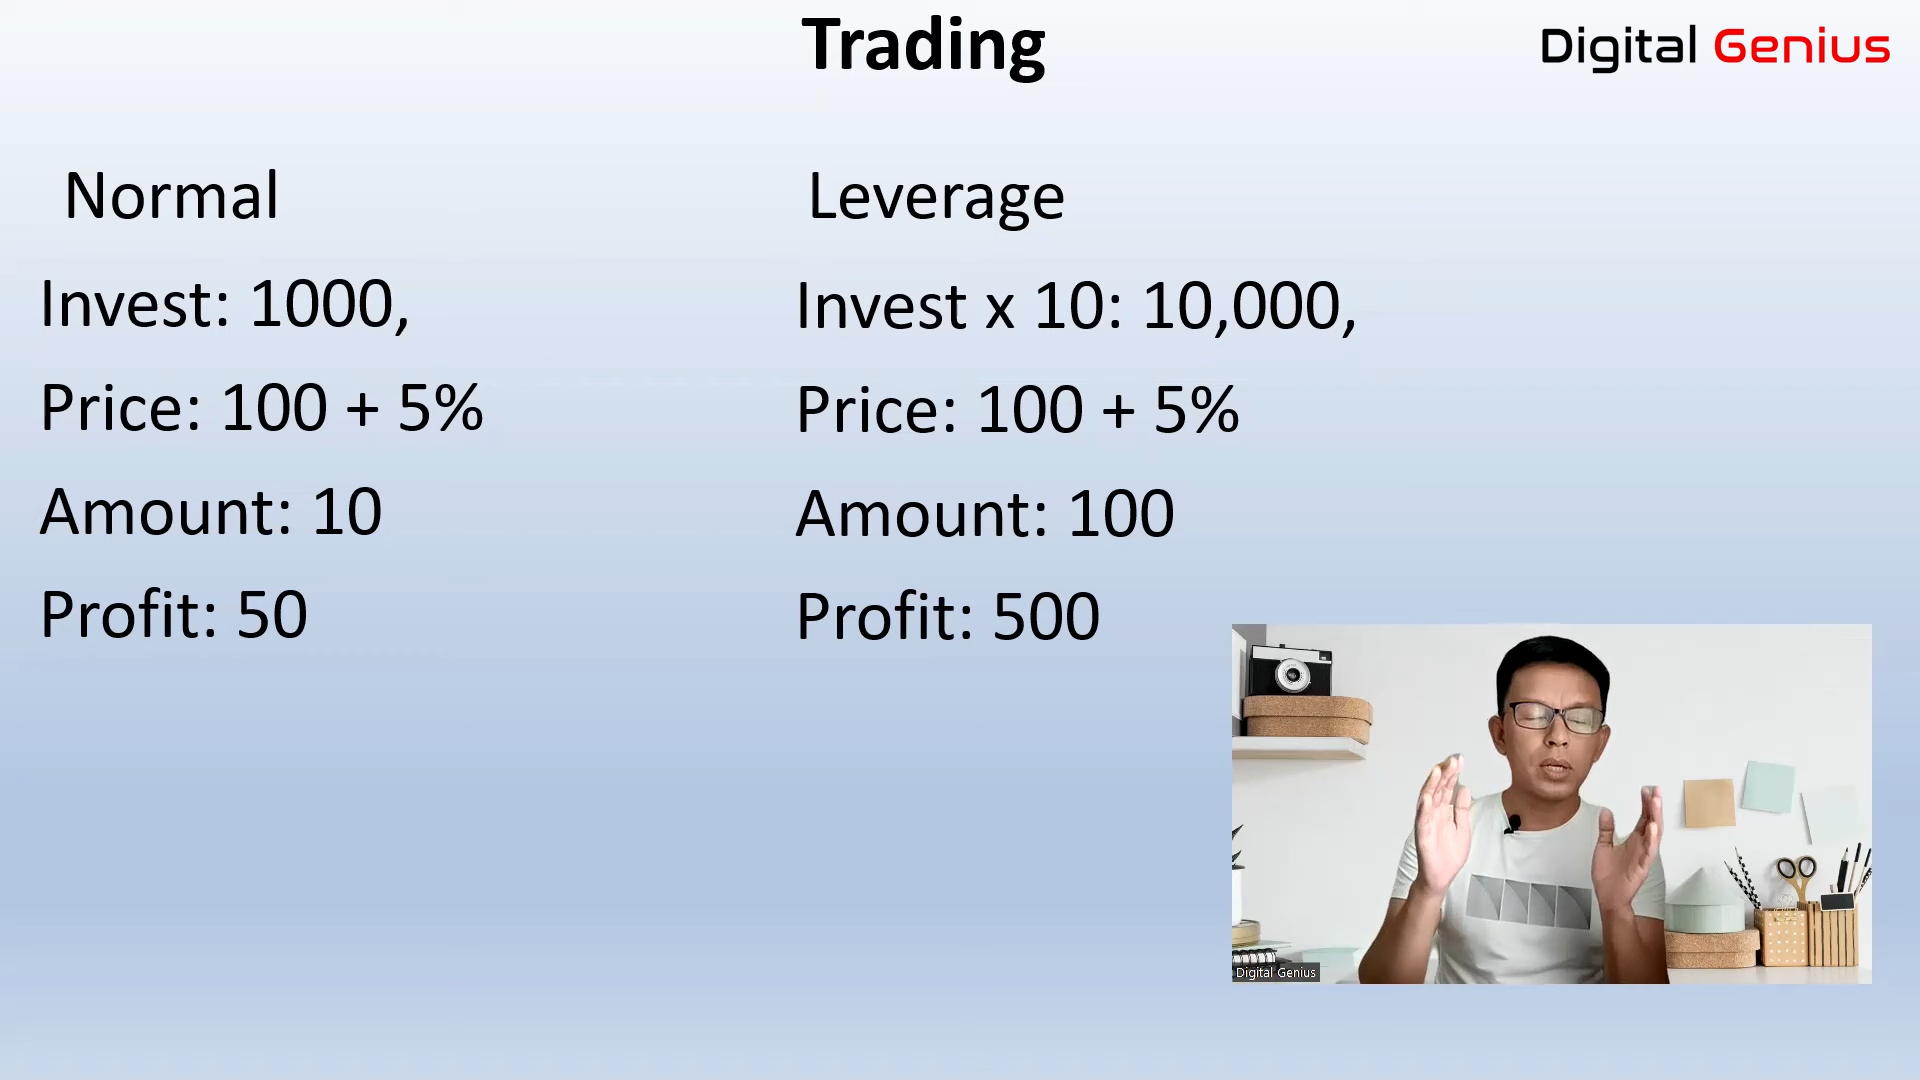 Trading
Digital Genius
Normal
Invest: 1000,
Price: 100 + 5%
Amount: 10
Profit: 50
Leverage
Invest x 10: 10,000,
Price: 100 + 5%
Amount: 100
Profit: 500
Digital Genius